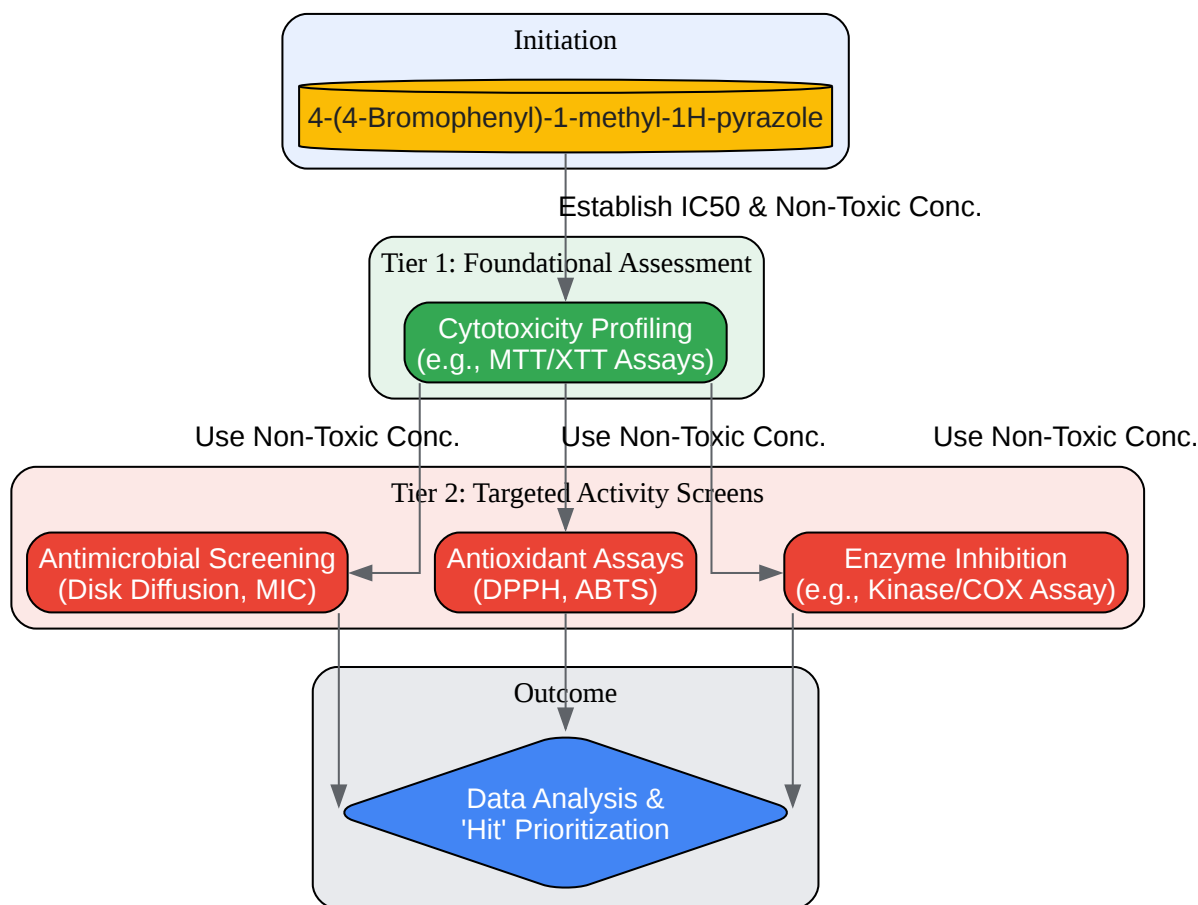 Initiation
4-(4-Bromophenyl)-1-methyl-1H-pyrazole
Establish IC50 & Non-Toxic Conc.
Tier 1: Foundational Assessment
Cytotoxicity Profiling
(e.g., MTT/XTT Assays)
Use Non-Toxic Conc.
Use Non-Toxic Conc.
Use Non-Toxic Conc.
Tier 2: Targeted Activity Screens
Antimicrobial Screening
(Disk Diffusion, MIC)
Antioxidant Assays
(DPPH, ABTS)
Enzyme Inhibition
(e.g., Kinase/COX Assay)
Outcome
Data Analysis &
'Hit' Prioritization